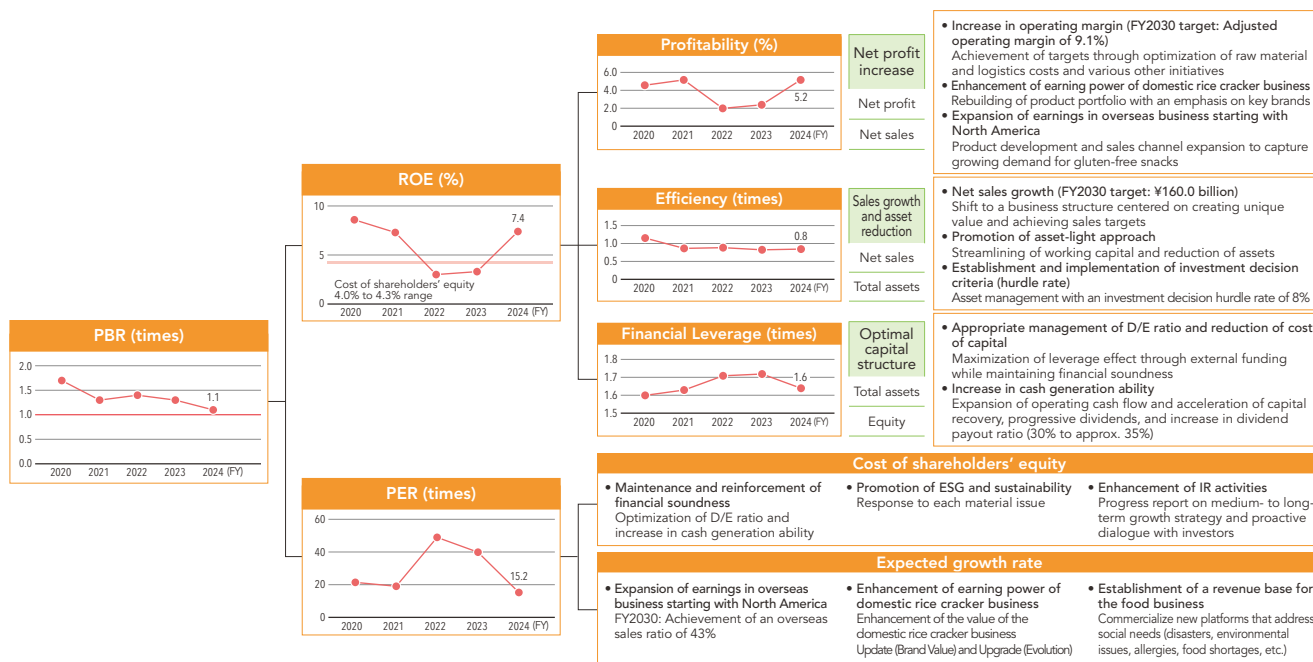 PBR (times)
2.0
1.5
1.0
0.5
0.0
1.1
2020 2021 2022 2023 2024 (FY)
ROE (%)
10
5
0
7.4
Cost of shareholders' equity
4.0% to 4.3% range
2020 2021 2022 2023 2024 (FY)
PER (times)
60
40
20
0
15.2
2020 2021 2022 2023 2024 (FY)
Profitability (%)
6.0
4.0
2.0
0
5.2
2020 2021 2022 2023 2024 (FY)
Net profit
increase
Net profit
Net sales
• Increase in operating margin (FY2030 target: Adjusted
operating margin of 9.1%)
Achievement of targets through optimization of raw material
and logistics costs and various other initiatives
• Enhancement of earning power of domestic rice cracker business
Rebuilding of product portfolio with an emphasis on key brands
• Expansion of earnings in overseas business starting with
North America
Product development and sales channel expansion to capture
growing demand for gluten-free snacks
Efficiency (times)
1.5
1.0
0.5
0
0.8
2020 2021 2022 2023 2024 (FY)
Sales growth
and asset
reduction
Net sales
Total assets
• Net sales growth (FY2030 target: ¥160.0 billion)
Shift to a business structure centered on creating unique
value and achieving sales targets
• Promotion of asset-light approach
Streamlining of working capital and reduction of assets
• Establishment and implementation of investment decision
criteria (hurdle rate)
Asset management with an investment decision hurdle rate of 8%
Financial Leverage (times)
1.8
1.7
1.6
1.5
1.6
2020 2021 2022 2023 2024 (FY)
Optimal
capital
structure
Total assets
Equity
• Appropriate management of D/E ratio and reduction of cost
of capital
Maximization of leverage effect through external funding
while maintaining financial soundness
• Increase in cash generation ability
Expansion of operating cash flow and acceleration of capital
recovery, progressive dividends, and increase in dividend
payout ratio (30% to approx. 35%)
Cost of shareholders' equity
• Maintenance and reinforcement of
financial soundness
Optimization of D/E ratio and
increase in cash generation ability
• Promotion of ESG and sustainability
Response to each material issue
• Enhancement of IR activities
Progress report on medium- to long-
term growth strategy and proactive
dialogue with investors
Expected growth rate
• Expansion of earnings in overseas
business starting with North America
FY2030: Achievement of an overseas
sales ratio of 43%
• Enhancement of earning power of
domestic rice cracker business
Enhancement of the value of the
domestic rice cracker business
Update (Brand Value) and Upgrade (Evolution)
• Establishment of a revenue base for
the food business
Commercialize new platforms that address
social needs (disasters, environmental
issues, allergies, food shortages, etc.)